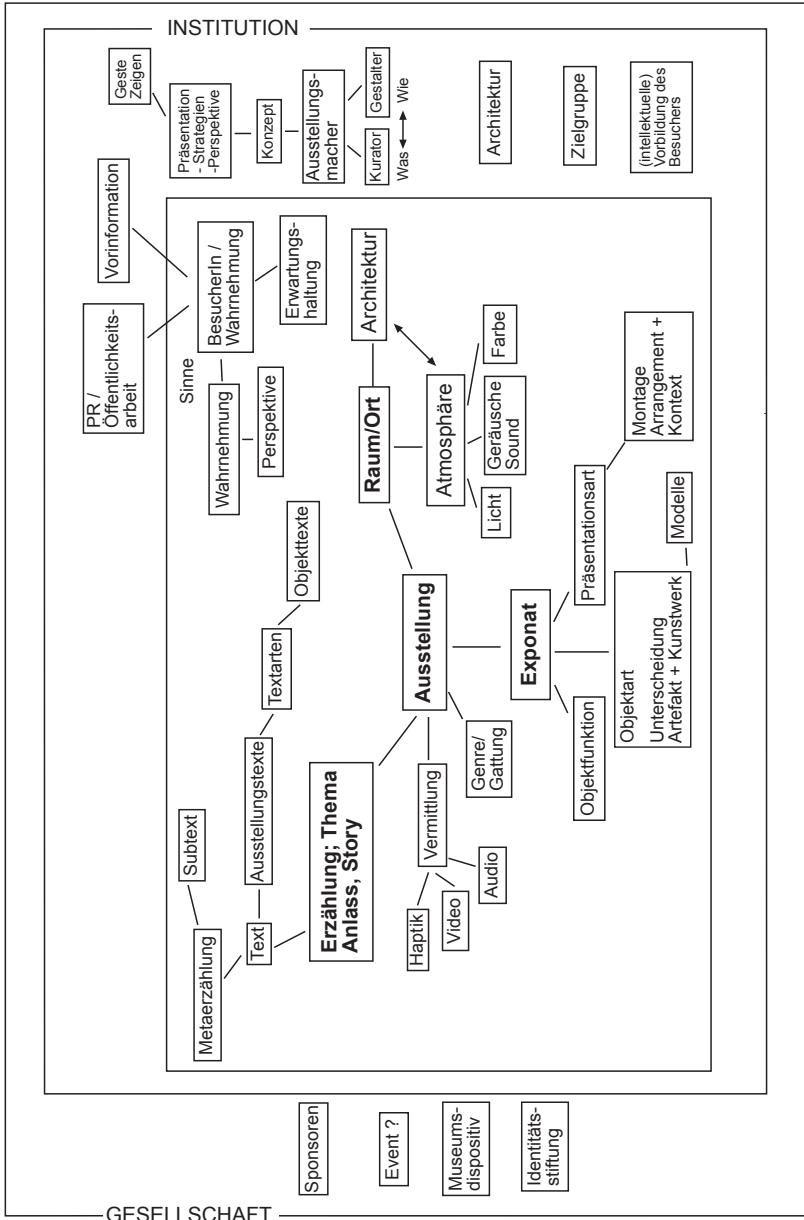 INSTITUTION
GESELLSCHAFT
Geste
Zeigen
Präsentation
- Strategien
-Perspektive
Konzept
Ausstellungs-
macher
Kurator
Gestalter
Was
Wie
Architektur
Zielgruppe
(intellektuelle)
Vorbildung des
Besuchers
PR /
Öffentlichkeits-
arbeit
Vorinformation
BesucherIn /
Wahrnehmung
Sinne
Wahrnehmung
Perspektive
Erwartungs-
haltung
Raum/Ort
Architektur
Atmosphäre
Licht
Geräusche
Sound
Farbe
Metaerzählung
Subtext
Text
Ausstellungstexte
Textarten
Objekttexte
Erzählung; Thema
Anlass, Story
Ausstellung
Vermittlung
Haptik
Video
Audio
Genre/
Gattung
Exponat
Objektfunktion
Objektart
Unterscheidung
Artefakt + Kunstwerk
Modelle
Präsentationsart
Montage
Arrangement +
Kontext
Sponsoren
Event ?
Museums-
dispositiv
Identitäts-
stiftung